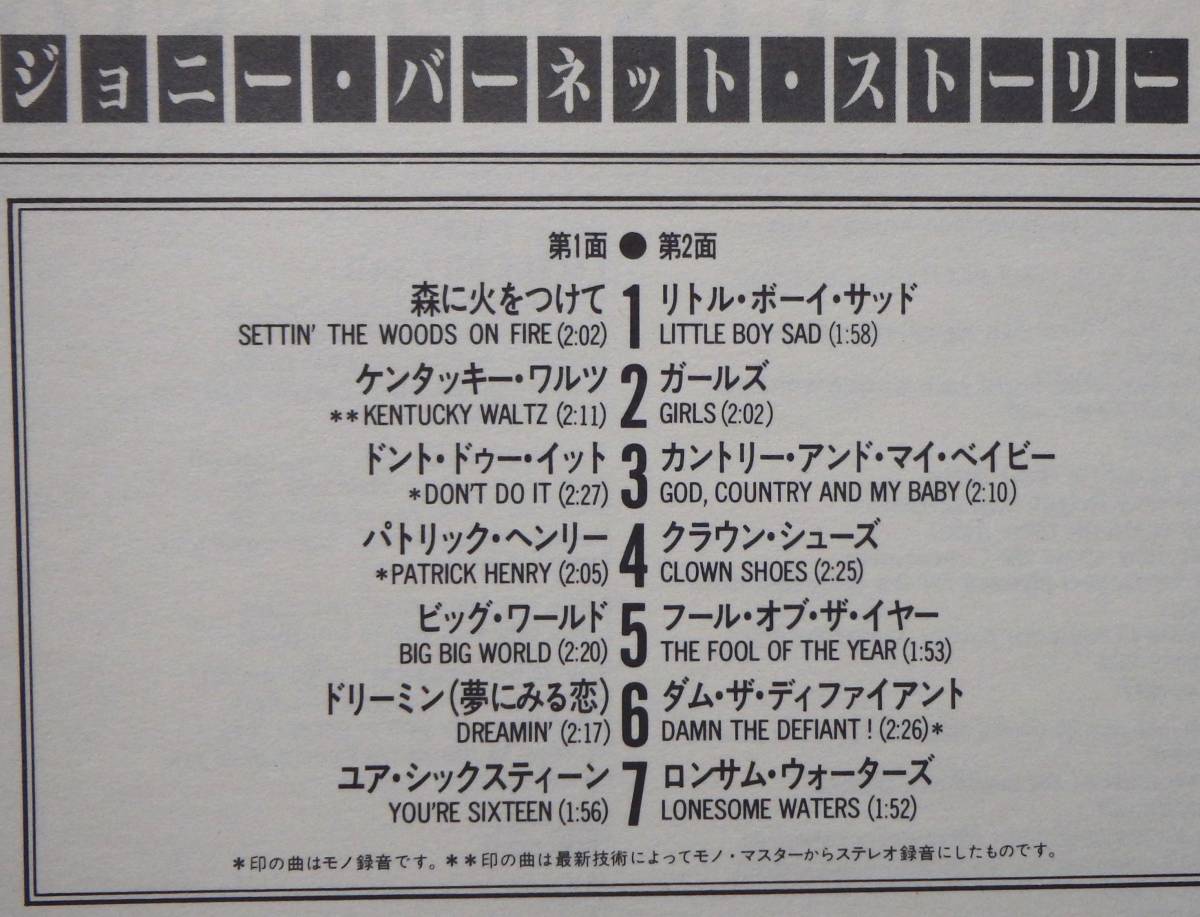 ジョニー・バーネット・ストーリー
第1面 ● 第2面
森に火をつけて
SETTIN' THE WOODS ON FIRE (2:02)
1
リトル・ボーイ・サッド
LITTLE BOY SAD (1:58)
ケンタッキー・ワルツ
**KENTUCKY WALTZ (2:11)
2
ガールズ
GIRLS (2:02)
ドント・ドゥー・イット
*DON'T DO IT (2:27)
3
カントリー・アンド・マイ・ベイビー
GOD, COUNTRY AND MY BABY (2:10)
パトリック・ヘンリー
*PATRICK HENRY (2:05)
4
クラウン・シューズ
CLOWN SHOES (2:25)
ビッグ・ワールド
BIG BIG WORLD (2:20)
5
フール・オブ・ザ・イヤー
THE FOOL OF THE YEAR (1:53)
ドリーミン(夢にみる恋)
DREAMIN' (2:17)
6
ダム・ザ・ディファイアント
DAMN THE DEFIANT! (2:26)*
ユア・シックスティーン
YOU'RE SIXTEEN (1:56)
7
ロンサム・ウォーターズ
LONESOME WATERS (1:52)
*印の曲はモノ録音です。**印の曲は最新技術によってモノ・マスターからステレオ録音にしたものです。